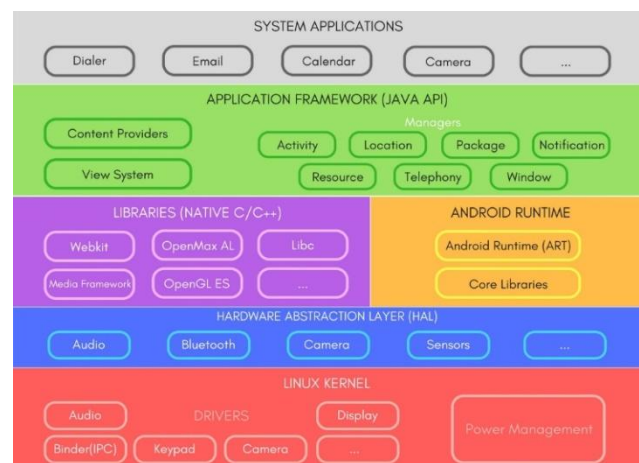 SYSTEM APPLICATIONS
Dialer Email Calendar Camera ...
APPLICATION FRAMEWORK (JAVA API)
Managers
Content Providers
Activity Location Package Notification
View System
Resource Telephony Window
LIBRARIES (NATIVE C/C++)
Webkit OpenMax AL Libc
Media Framework OpenGL ES ...
ANDROID RUNTIME
Android Runtime (ART)
Core Libraries
HARDWARE ABSTRACTION LAYER (HAL)
Audio Bluetooth Camera Sensors ...
LINUX KERNEL
Audio DRIVERS Display
Binder(IPC) Keypad Camera ...
Power Management